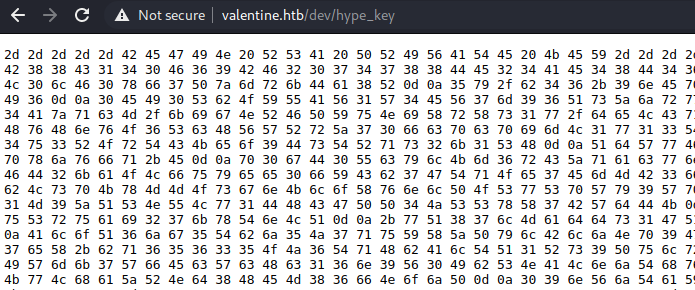 Not secure | valentine.htb/dev/hype_key
2d 2d 2d 2d 2d 42 45 47 49 4e 20 52 53 41 20 50 52 49 56 41 54 45 20 4b 45 59 2d 2d 2d
42 38 38 43 31 34 30 46 36 39 42 46 32 30 37 34 37 38 38 44 45 32 34 41 45 34 38 44 34
4c 30 6c 46 30 78 66 37 50 7a 6d 72 6b 44 61 38 52 0d 0a 35 79 2f 62 34 36 2b 39 6e 45
49 36 0d 0a 30 45 49 30 53 62 4f 59 55 41 56 31 57 34 45 56 37 6d 39 36 51 73 5a 6a 72
34 41 7a 71 63 4d 2f 6b 69 67 4e 52 46 50 59 75 4e 69 58 72 58 73 31 77 2f 64 65 4c 43
48 76 48 6e 76 4f 36 53 63 48 56 57 52 72 5a 37 30 66 63 70 63 70 69 6d 4c 31 77 31 33
34 75 33 52 4f 72 54 43 4b 65 6f 39 44 73 54 52 71 73 32 6b 31 53 48 0d 0a 51 64 57 77
70 78 6a 76 66 71 2b 45 0d 0a 70 30 67 44 30 55 63 79 6c 4b 6d 36 72 43 5a 71 61 63 77
46 44 32 6b 61 4f 4c 66 75 79 65 65 30 66 59 43 62 37 47 54 71 4f 65 37 45 6d 4d 42 33
62 4c 73 70 4b 78 4d 4d 4f 73 67 6e 4b 6c 6f 58 76 6e 6c 50 4f 53 77 53 70 57 79 39 57
31 4d 39 5a 51 53 4e 55 4c 77 31 44 48 43 47 50 50 34 4a 53 53 78 58 37 42 57 64 44 4b
75 53 72 75 61 69 32 37 6b 78 54 6e 4c 51 0d 0a 2b 77 51 38 37 6c 4d 61 64 64 73 31 47
0a 41 6c 6f 51 6a 67 35 54 62 6a 35 4a 37 71 75 59 58 5a 50 79 6c 42 6a 6c 4a 70 39
37 65 58 2b 62 71 36 35 36 33 35 4f 4a 36 54 71 48 62 41 6c 54 51 31 52 73 39 50 75 6c
49 57 6d 6b 37 57 66 45 63 57 63 48 63 31 6e 39 56 30 49 62 53 4e 41 4c 6e 6a 54 68
4b 77 4c 68 61 5a 52 4e 64 38 48 45 4d 38 36 66 4e 6f 6a 50 0d 0a 30 39 6e 56 6a 54 61